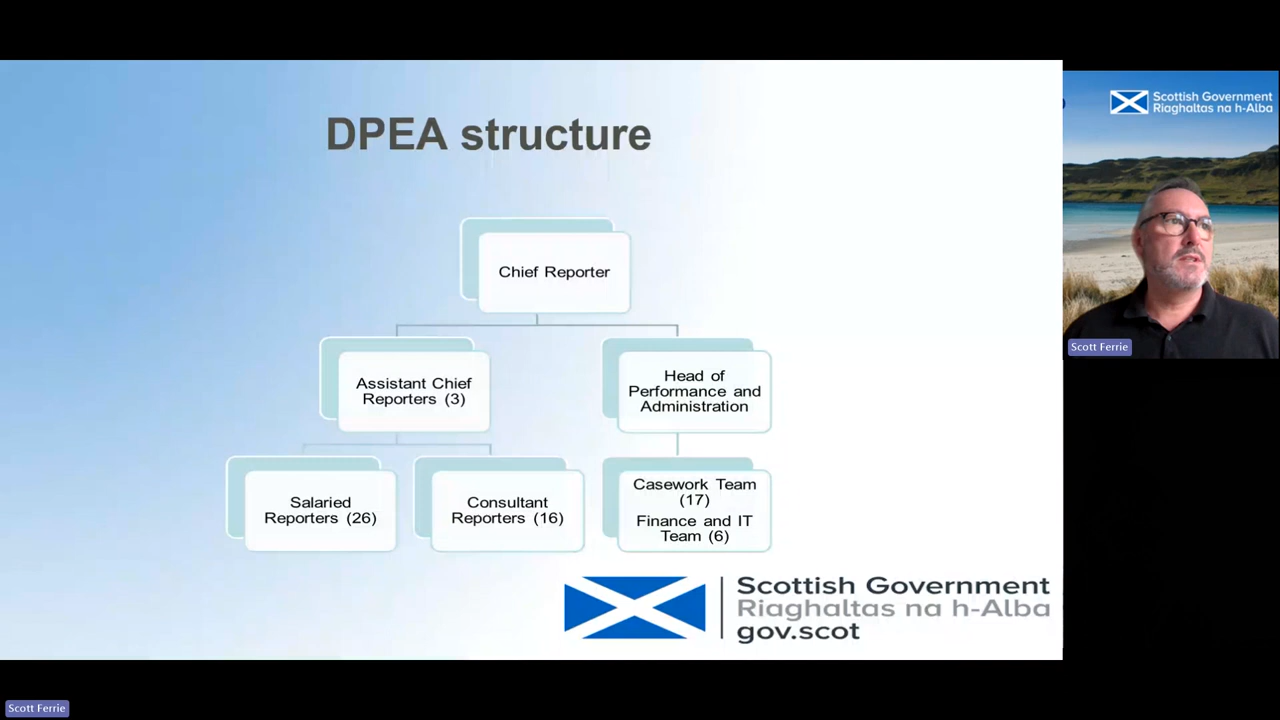 DPEA structure
Chief Reporter
Assistant Chief
Reporters (3)
Head of
Performance and
Administration
Salaried
Reporters (26)
Consultant
Reporters (16)
Casework Team
(17)
Finance and IT
Team (6)
Scottish Government
Riaghaltas na h-Alba
gov.scot
Scottish Government
Riaghaltas na h-Alba
Scott Ferrie
Scott Ferrie